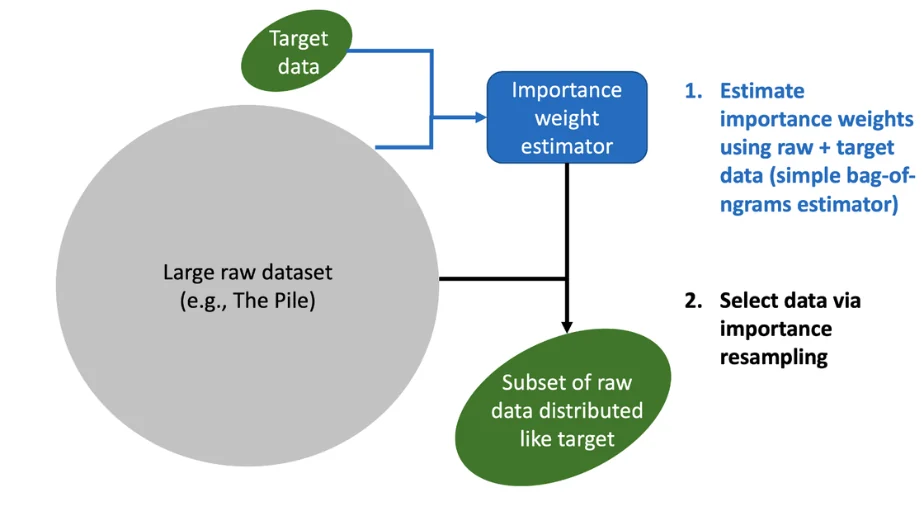 Target
data
Importance
weight
estimator
1. Estimate
importance weights
using raw + target
data (simple bag-of-
ngrams estimator)
Large raw dataset
(e.g., The Pile)
2. Select data via
importance
resampling
Subset of raw
data distributed
like target